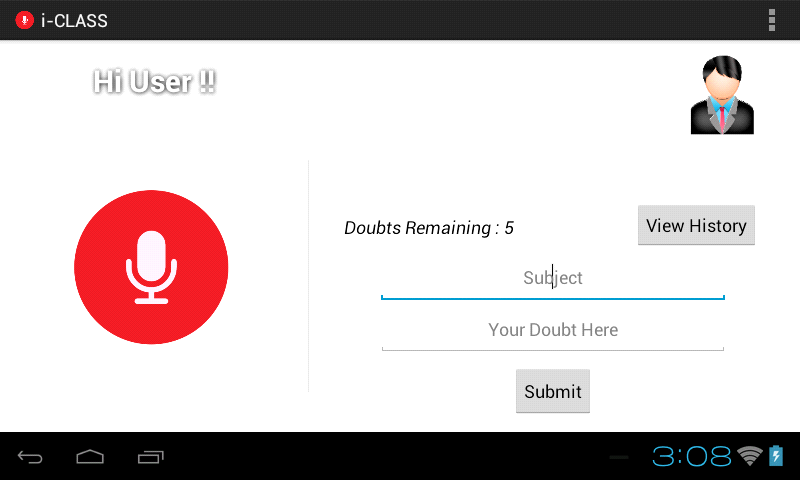 i-CLASS
Hi User !!
Doubts Remaining : 5
View History
Subject
Your Doubt Here
Submit
3:08